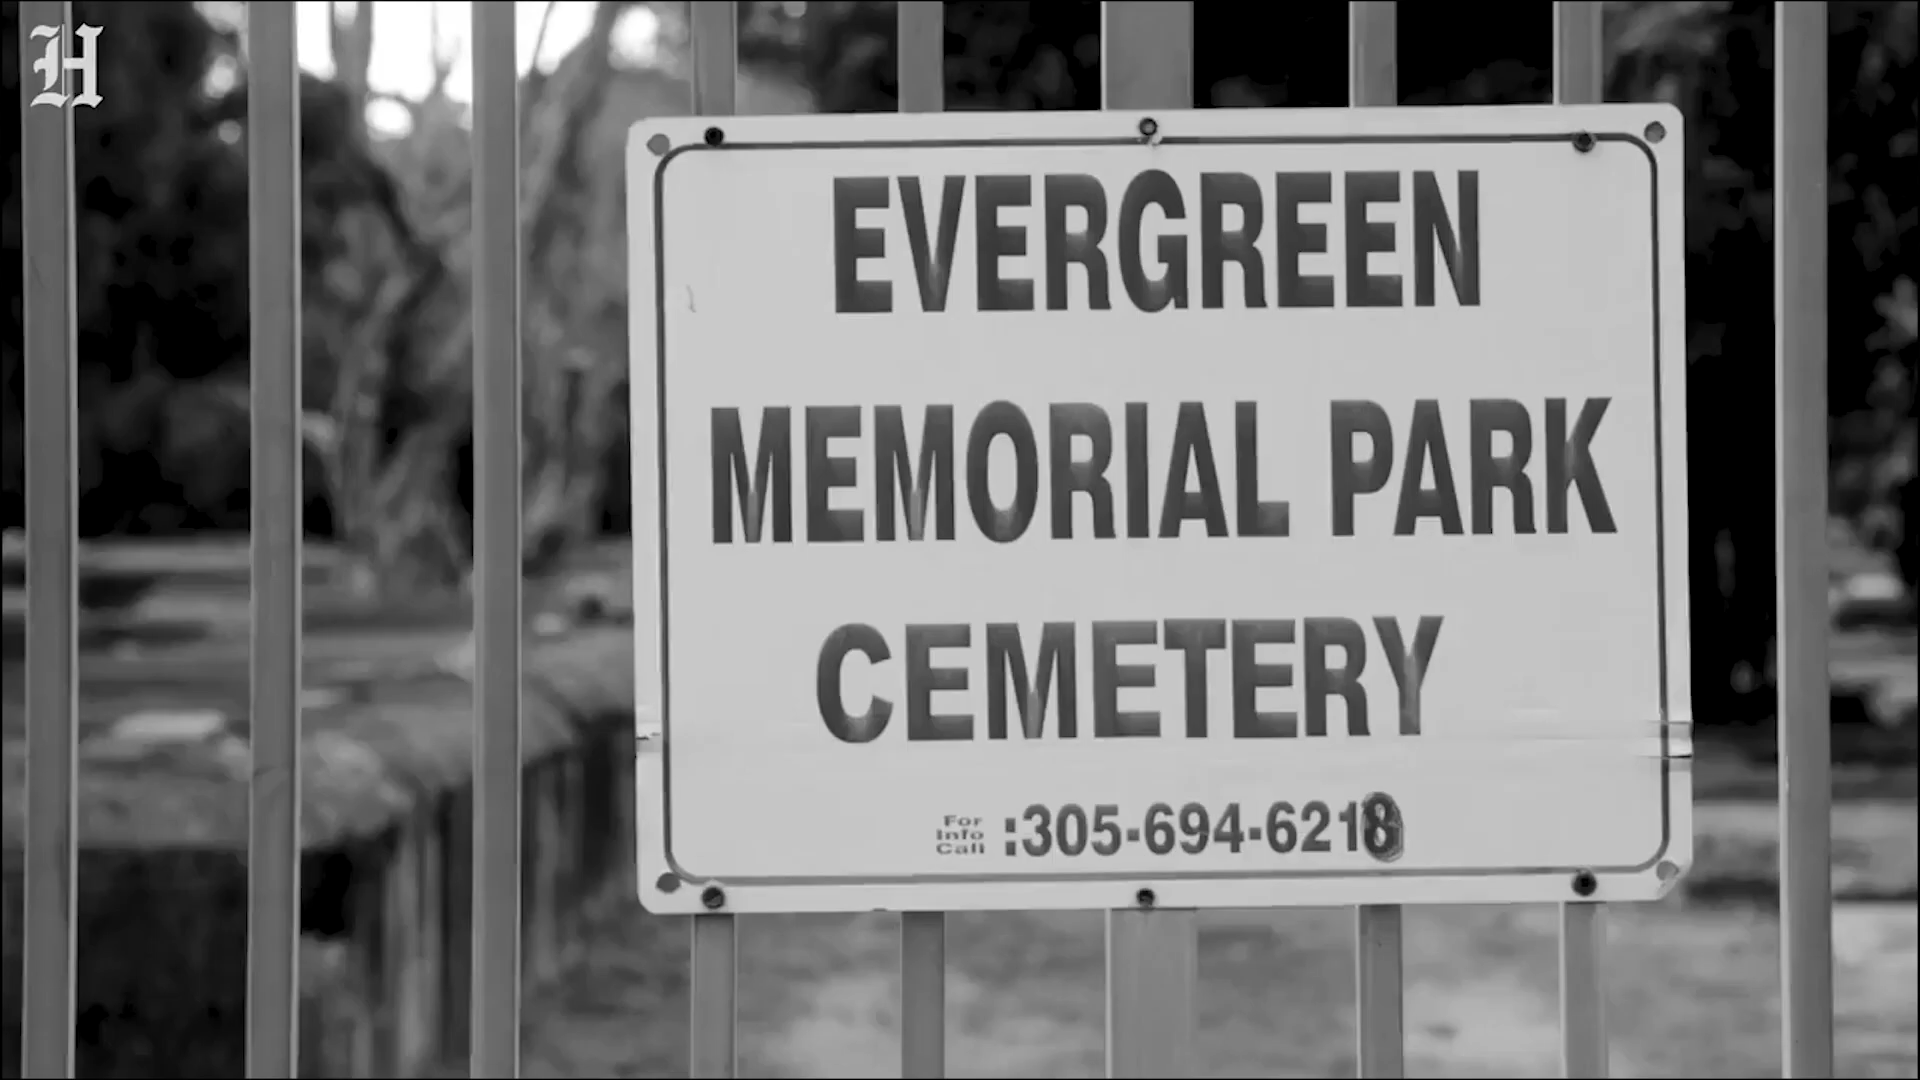 H
EVERGREEN
MEMORIAL PARK
CEMETERY
For
Info
Call
:305-694-6218